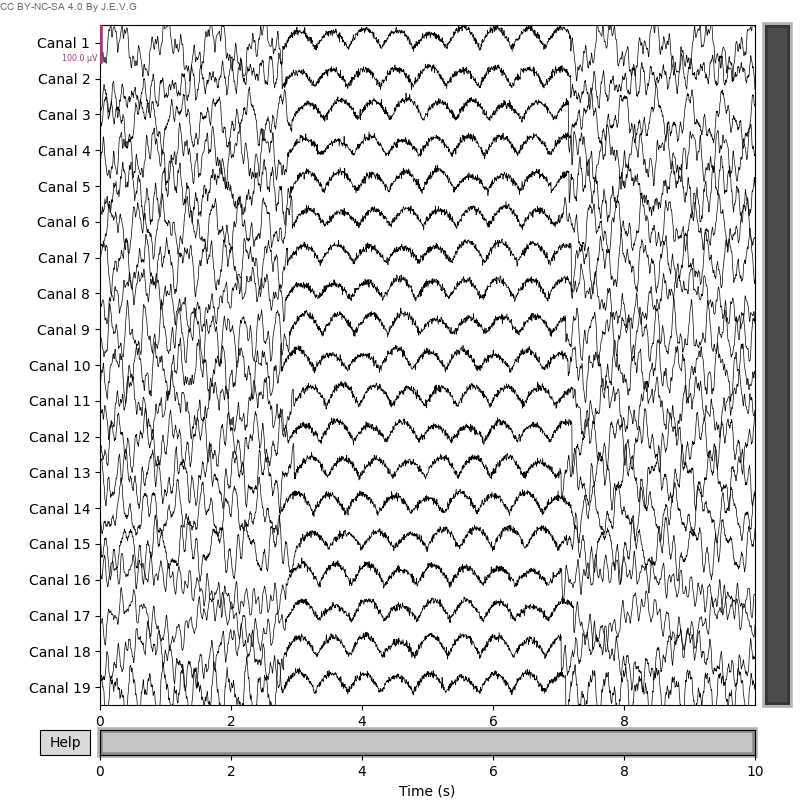 CC BY-NC-SA 4.0 By J.E.V.G
Canal 1
100.0 µV
Canal 2
Canal 3
Canal 4
Canal 5
Canal 6
Canal 7
Canal 8
Canal 9
Canal 10
Canal 11
Canal 12
Canal 13
Canal 14
Canal 15
Canal 16
Canal 17
Canal 18
Canal 19
0 2 4 6 8
Help
0 2 4 6 8 10
Time (s)